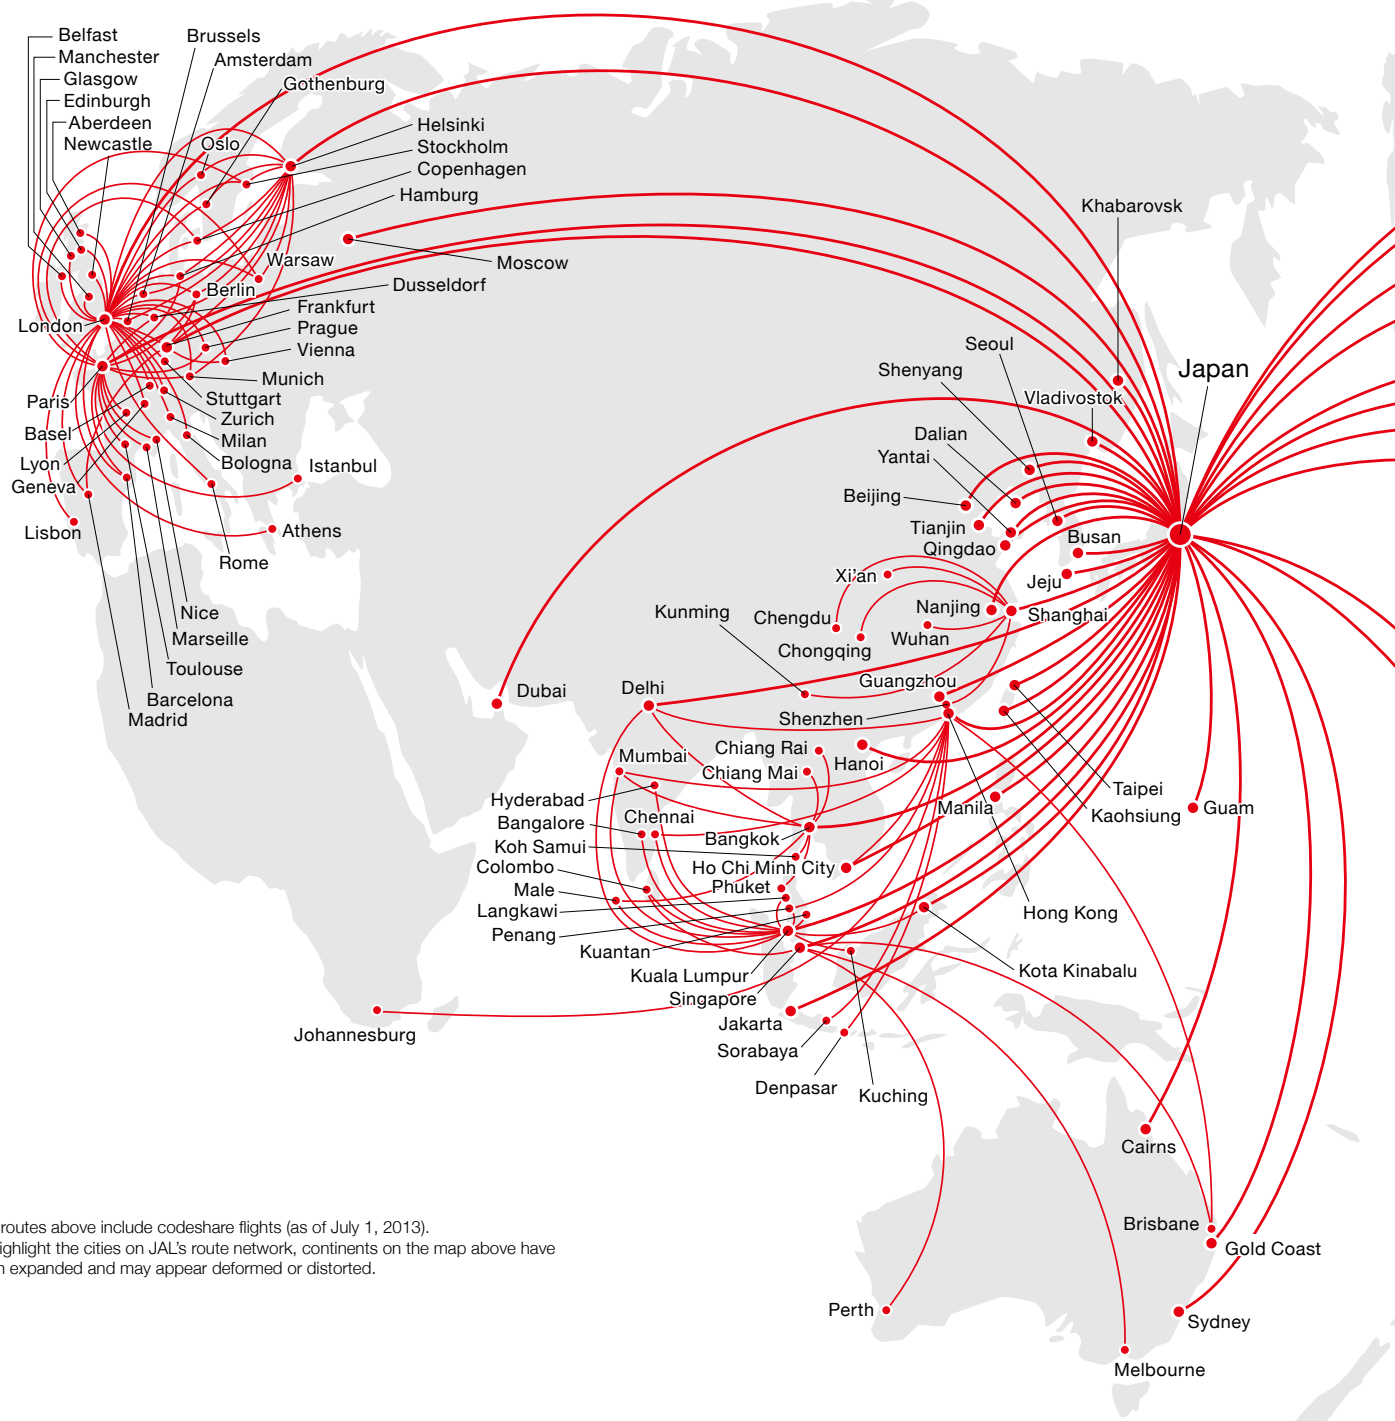 Belfast
Manchester
Glasgow
Edinburgh
Aberdeen
Newcastle
Brussels
Amsterdam
Gothenburg
Oslo
Helsinki
Stockholm
Copenhagen
Hamburg
Warsaw
Moscow
Berlin
Dusseldorf
Frankfurt
Prague
Vienna
London
Munich
Stuttgart
Zurich
Milan
Bologna
Paris
Basel
Lyon
Geneva
Istanbul
Lisbon
Athens
Rome
Nice
Marseille
Toulouse
Barcelona
Madrid
Khabarovsk
Seoul
Japan
Shenyang
Vladivostok
Dalian
Yantai
Beijing
Tianjin
Qingdao
Busan
Jeju
Xi'an
Nanjing
Shanghai
Kunming
Chengdu
Wuhan
Chongqing
Guangzhou
Dubai
Delhi
Shenzhen
Mumbai
Chiang Rai
Hanoi
Chiang Mai
Taipei
Hyderabad
Manila
Kaohsiung
Guam
Bangalore
Chennai
Bangkok
Koh Samui
Colombo
Ho Chi Minh City
Male
Phuket
Langkawi
Hong Kong
Penang
Kuantan
Kuala Lumpur
Kota Kinabalu
Singapore
Johannesburg
Jakarta
Sorabaya
Denpasar
Kuching
Cairns
Brisbane
Gold Coast
Perth
Sydney
Melbourne
routes above include codeshare flights (as of July 1, 2013).
ighlight the cities on JAL's route network, continents on the map above have
n expanded and may appear deformed or distorted.